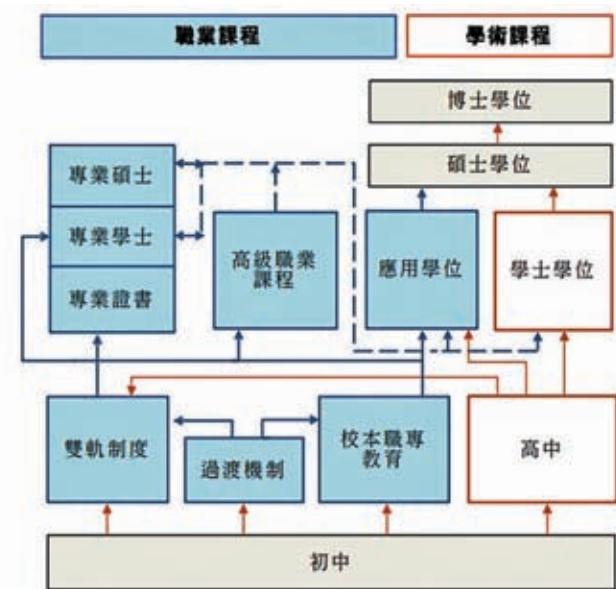 職業課程
學術課程
博士學位
碩士學位
專業碩士
專業學士
專業證書
高級職業
課程
應用學位
學士學位
雙軌制度
過渡機制
校本職專
教育
高中
初中